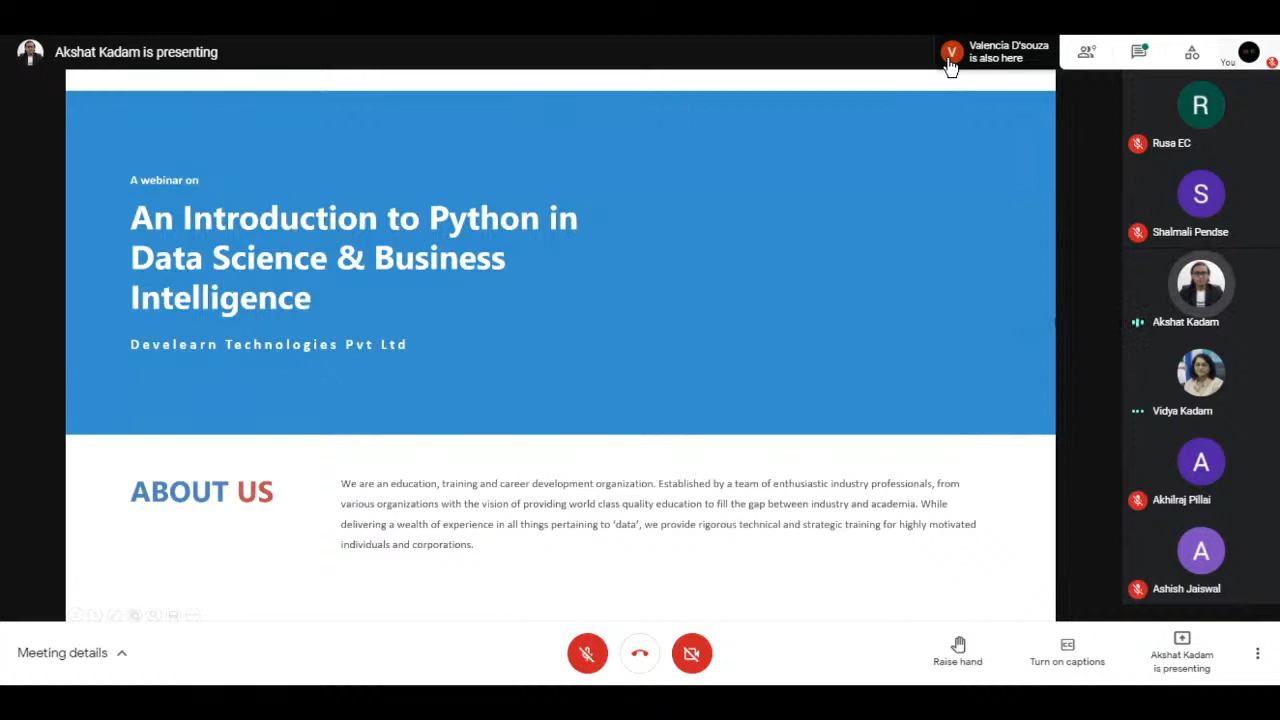 Akshat Kadam is presenting
V
Valencia D'souza
is also here
You
A webinar on
An Introduction to Python in
Data Science & Business
Intelligence
Develearn Technologies Pvt Ltd
ABOUT US
We are an education, training and career development organization. Established by a team of enthusiastic industry professionals, from
various organizations with the vision of providing world class quality education to fill the gap between industry and academia. While
delivering a wealth of experience in all things pertaining to ‘data’, we provide rigorous technical and strategic training for highly motivated
individuals and corporations.
R
Rusa EC
S
Shalmali Pendse
Akshat Kadam
Vidya Kadam
A
Akhilraj Pillai
A
Ashish Jaiswal
Meeting details
Raise hand
CC
Turn on captions
Akshat Kadam
is presenting